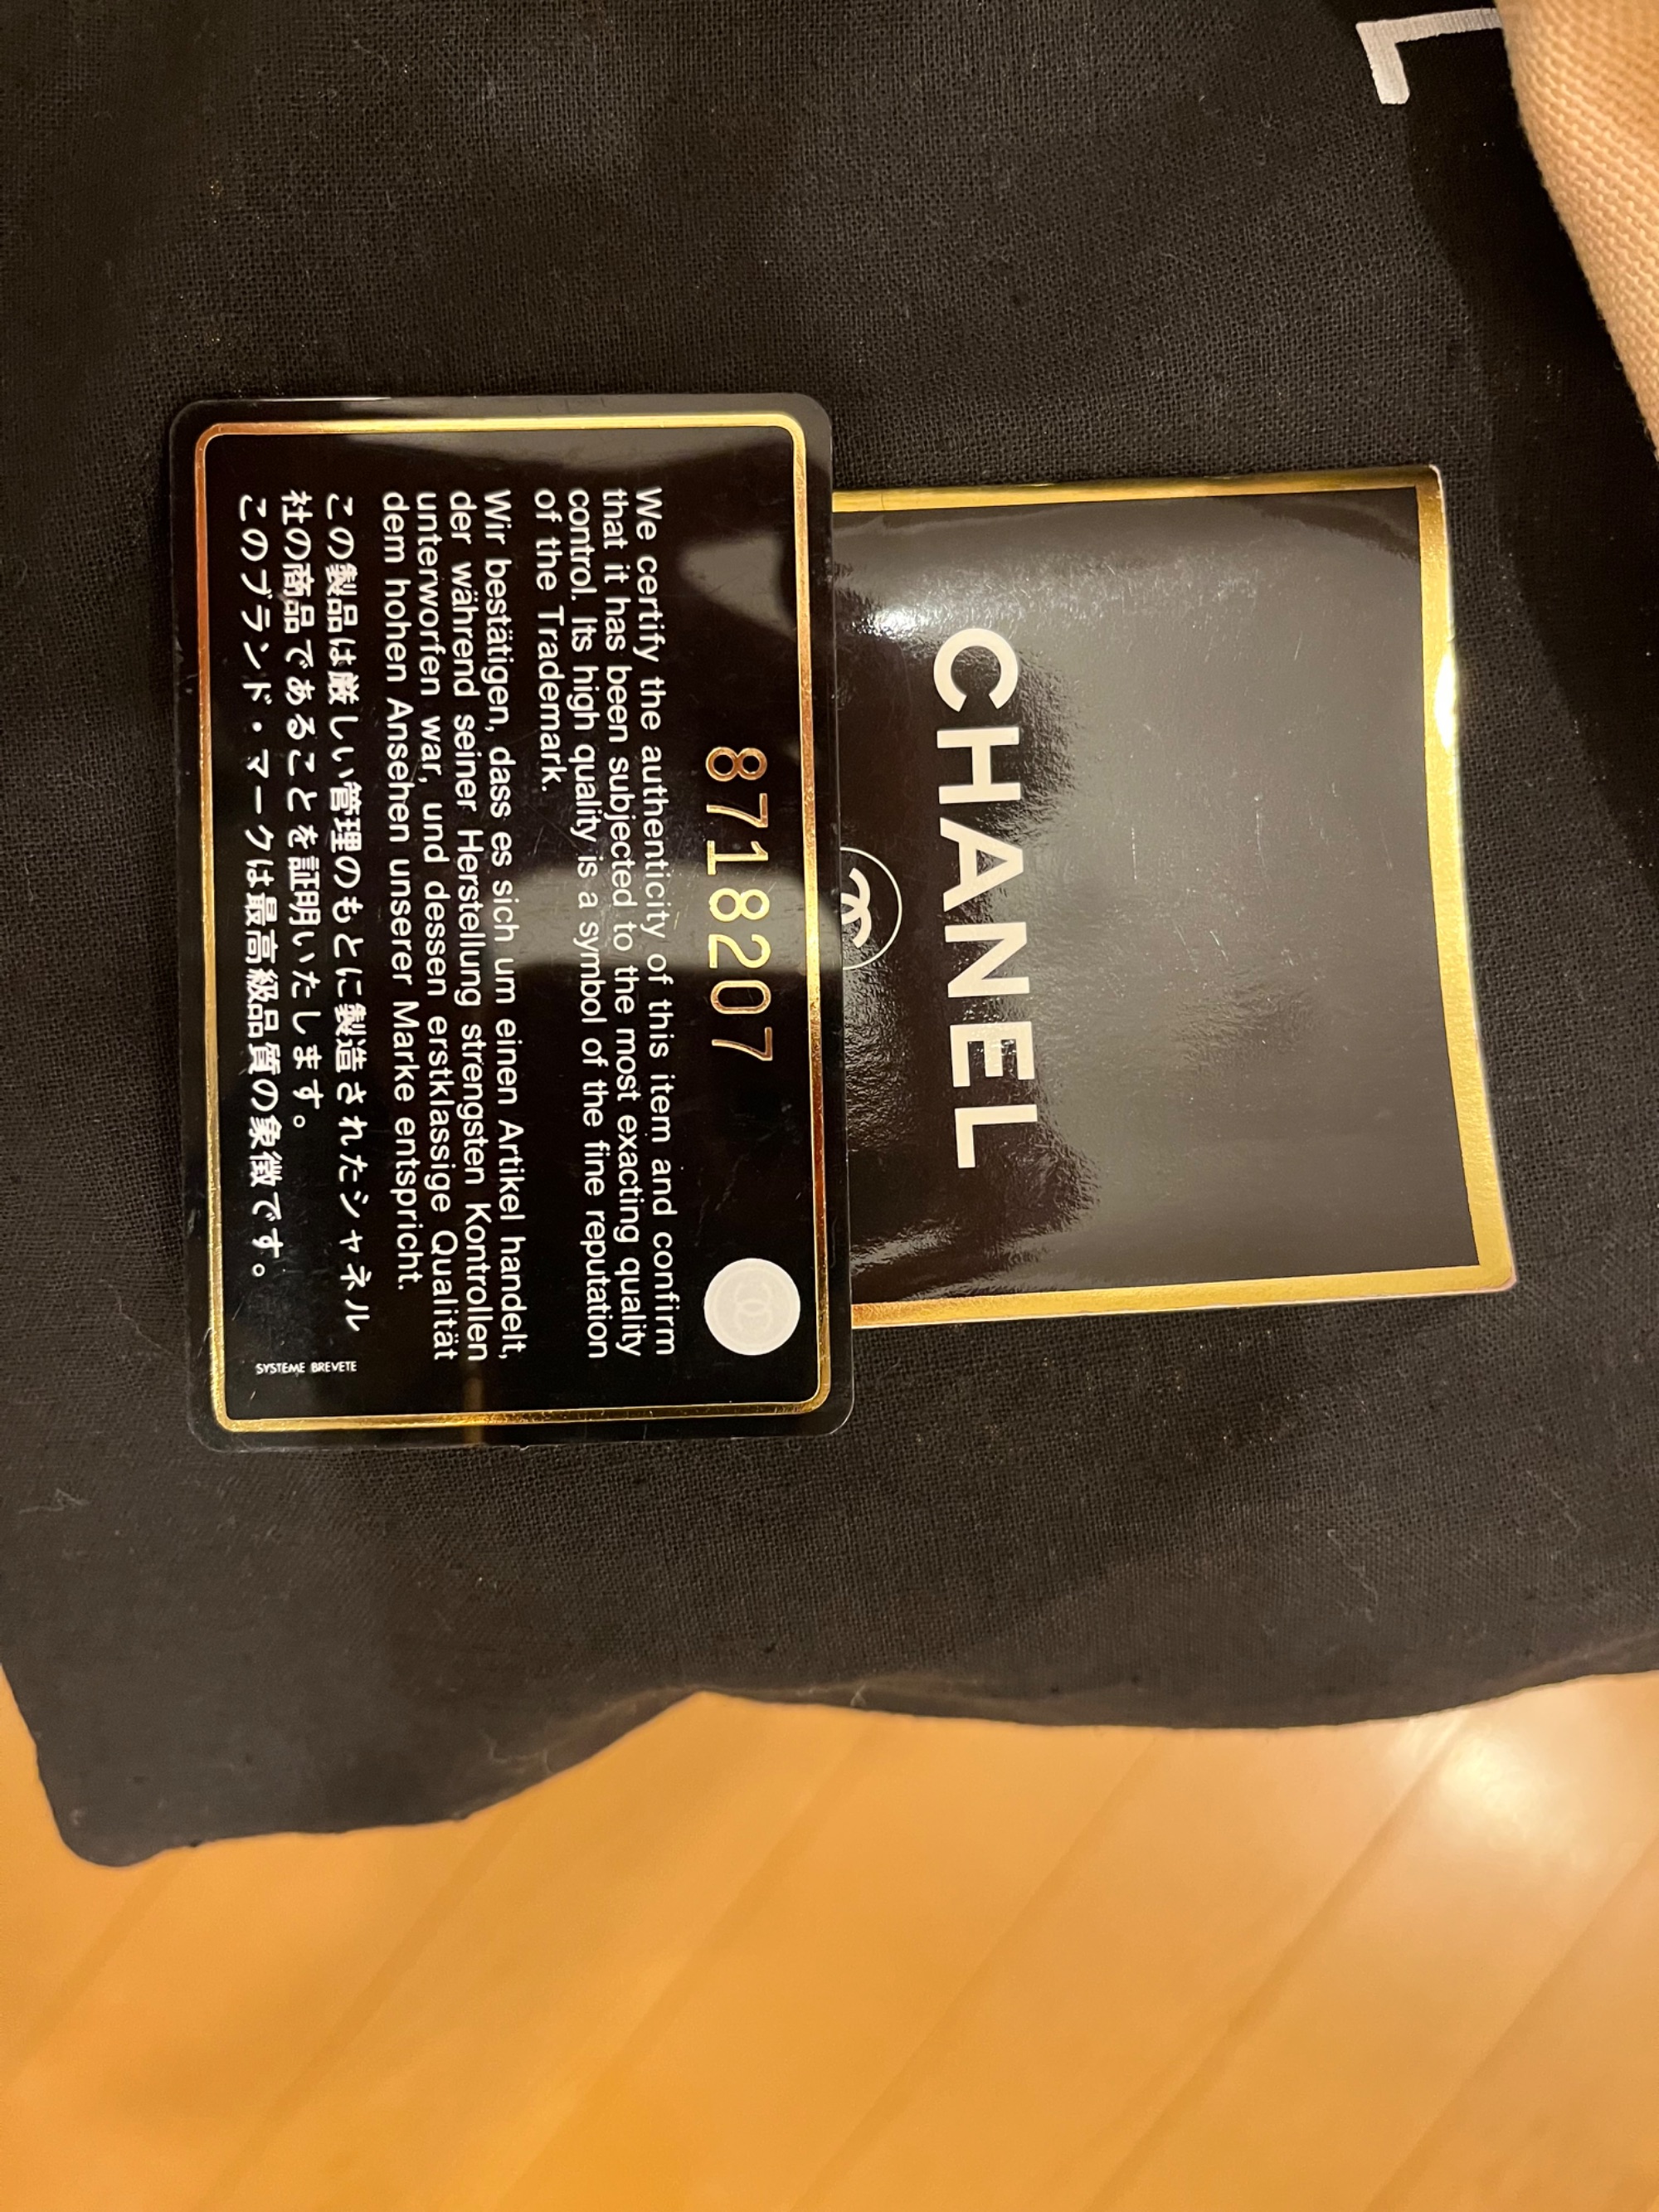 L
CHANEL
8718207
We certify the authenticity of this item and confirm
that it has been subjected to the most exacting quality
control. Its high quality is a symbol of the fine reputation
of the Trademark.
Wir bestätigen, dass es sich um einen Artikel handelt,
der während seiner Herstellung strengsten Kontrollen
unterworfen war, und dessen erstklassige Qualität
dem hohen Ansehen unserer Marke entspricht.
この製品は厳しい管理のもとに製造されたシャネル
社の商品であることを証明いたします。
このブランド・マークは最高級品質の象徴です。
SYSTEME BREVETE